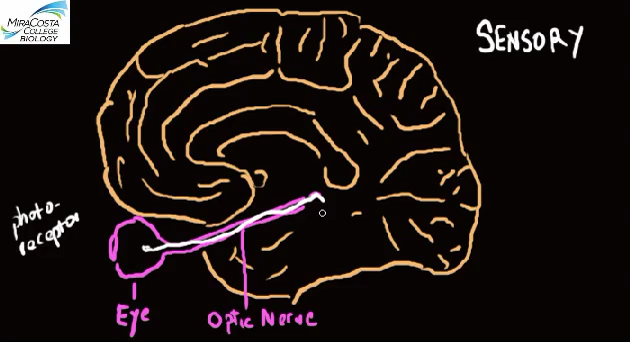 MIRACOSTA
COLLEGE
BIOLOGY
SENSORY
photo-
receptor
Eye
Optic Nerve